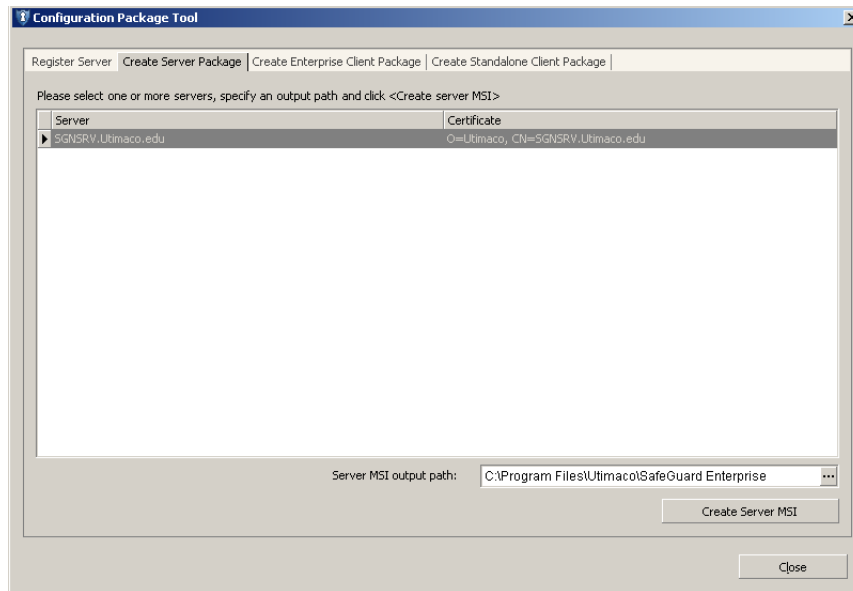 Configuration Package Tool
Register Server Create Server Package Create Enterprise Client Package Create Standalone Client Package
Please select one or more servers, specify an output path and click <Create server MSI>
Server Certificate
SGNSRV.Utimaco.edu O=Utimaco, CN=SGNSRV.Utimaco.edu
Server MSI output path: C:\Program Files\Utimaco\SafeGuard Enterprise ...
Create Server MSI
Close